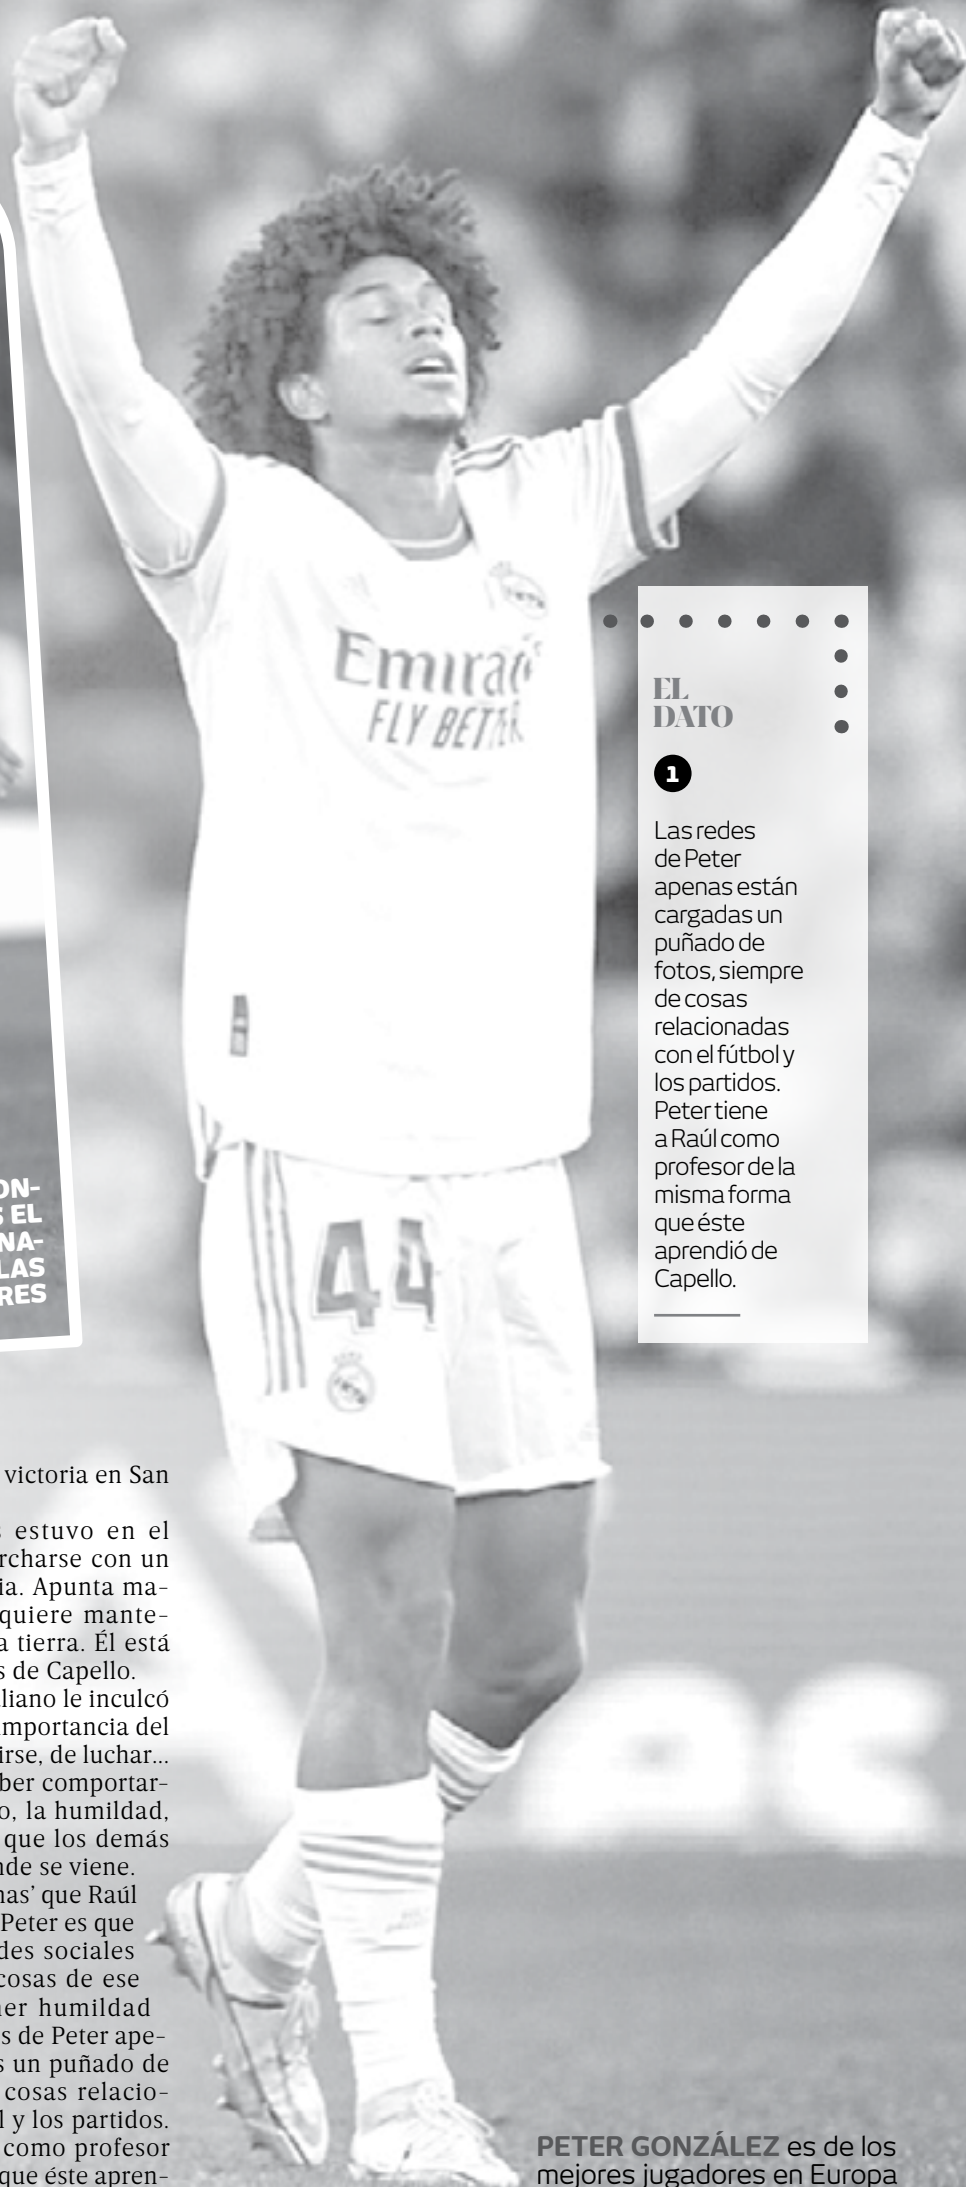 Emirat
FLY BETTER
44
EL
DATO
1
Las redes
de Peter
apenas están
cargadas un
puñado de
fotos, siempre
de cosas
relacionadas
con el fútbol y
los partidos.
Peter tiene
a Raúl como
profesor de la
misma forma
que éste
aprendió de
Capello.
ON-
S EL
NA-
LAS
RES
victoria en San
s estuvo en el
rcharse con un
ia. Apunta ma-
quiere mante-
a tierra. Él está
s de Capello.
liano le inculcó
importancia del
irse, de luchar...
ber comportar-
o, la humildad,
que los demás
nde se viene.
nas’ que Raúl
Peter es que
des sociales
cosas de ese
ner humildad
s de Peter ape-
s un puñado de
cosas relacio-
l y los partidos.
como profesor
que éste apren-
PETER GONZÁLEZ es de los
mejores jugadores en Europa